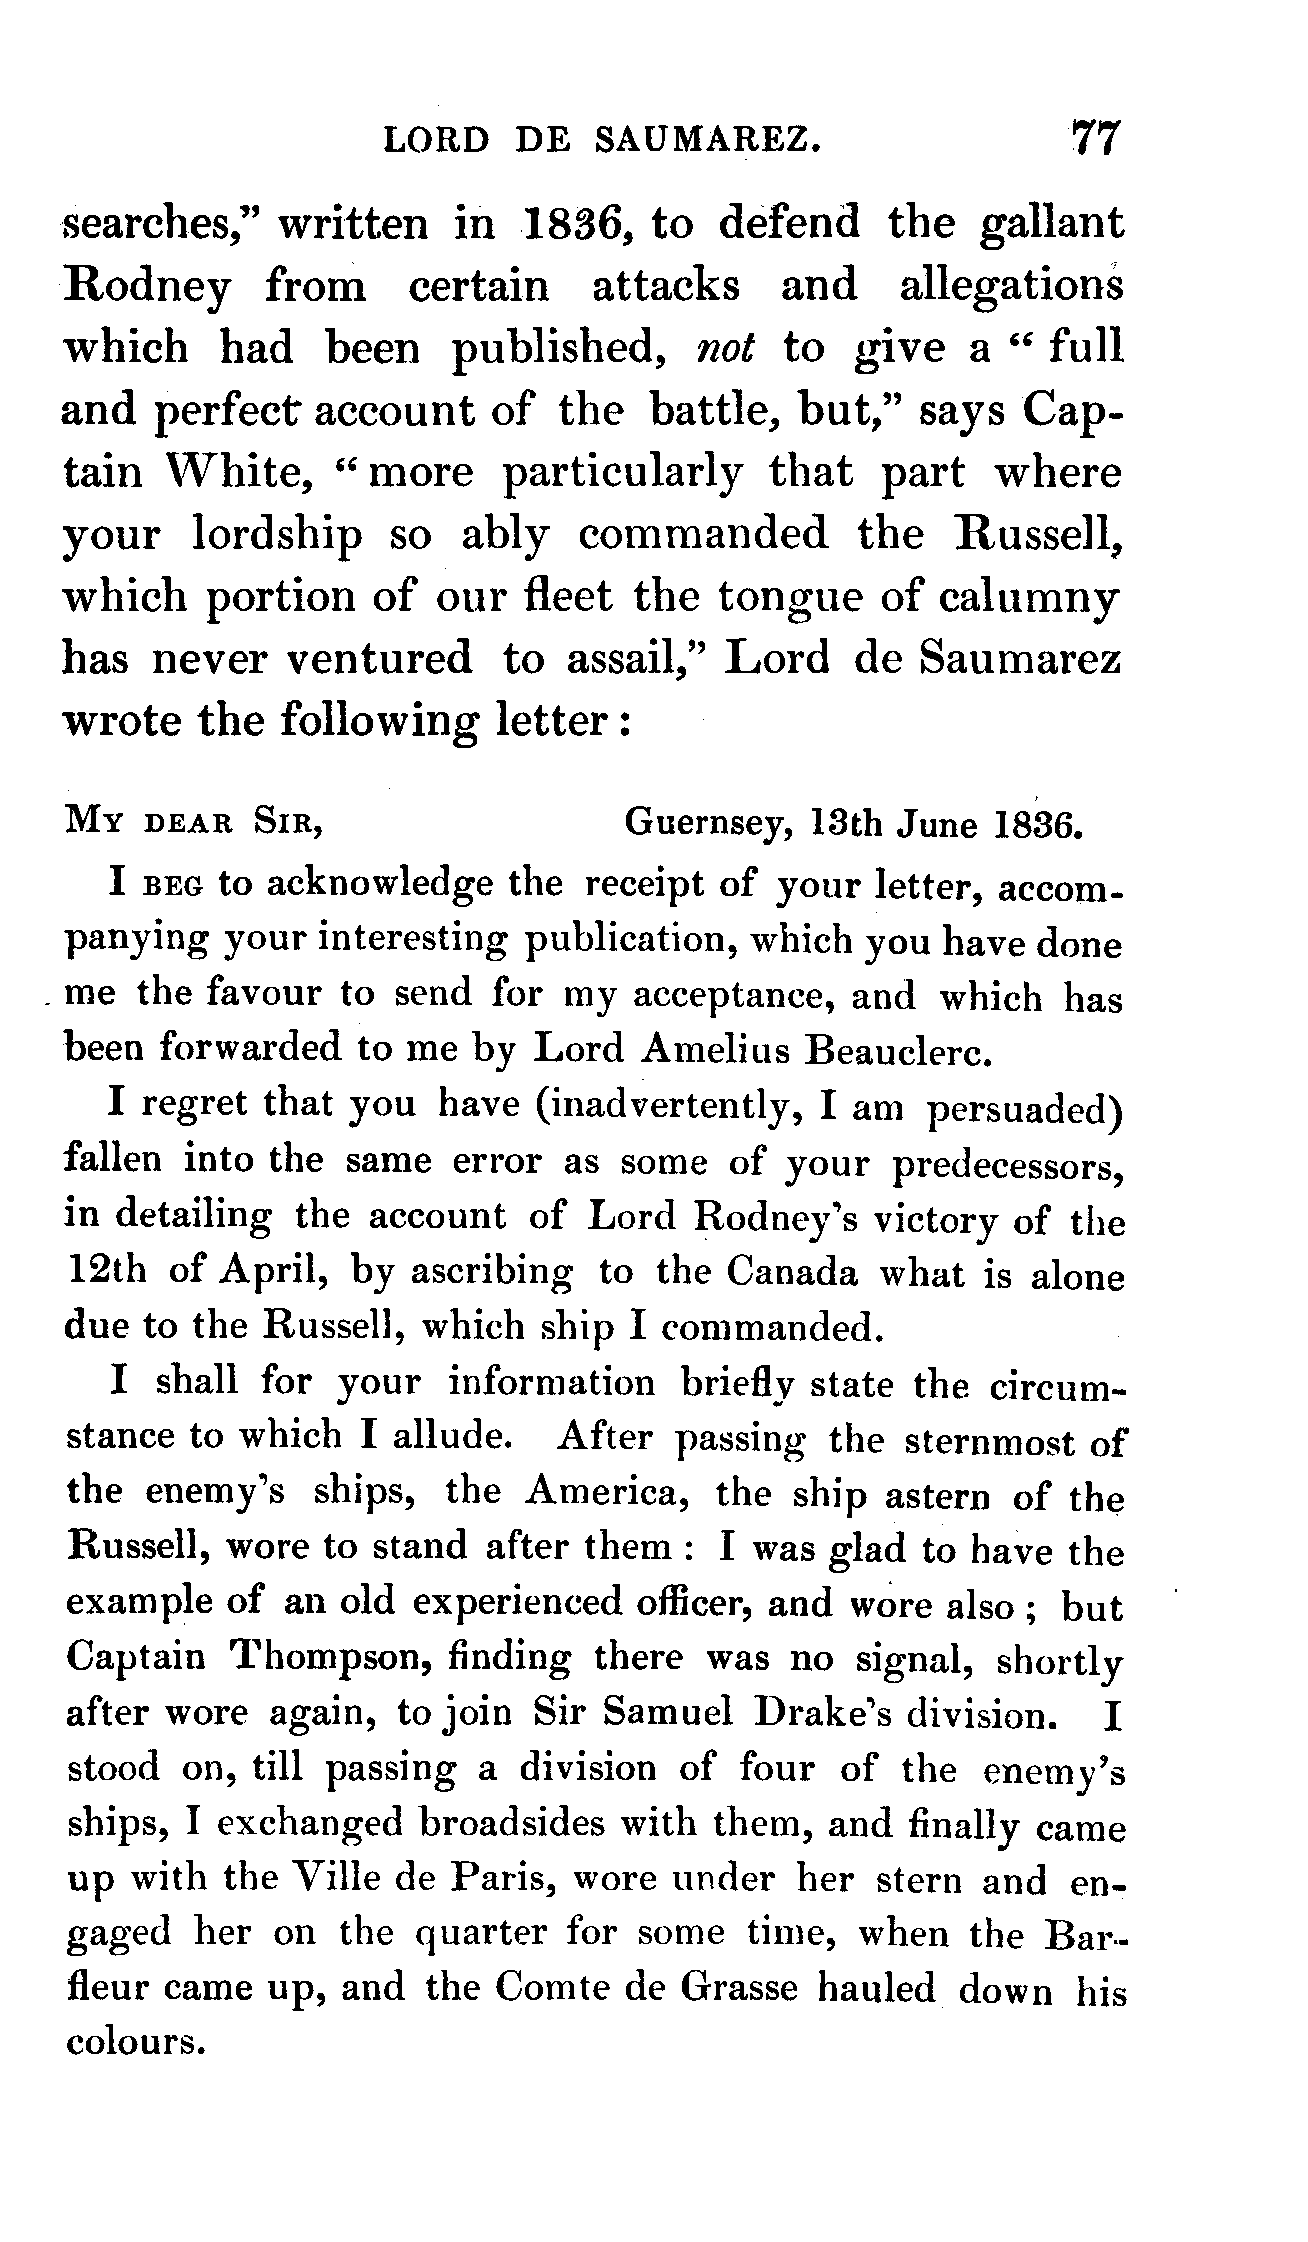 LORD DE SAUMAREZ. 77
searches,” written in 1836, to defend the gallant
Rodney from certain attacks and allegations
which had been published, not to give a “ full
and perfect account of the battle, but,” says Cap-
tain White, “ more particularly that part where
your lordship so ably commanded the Russell,
which portion of our fleet the tongue of calumny
has never ventured to assail,” Lord de Saumarez
wrote the following letter :
My dear Sir, Guernsey, 13th June 1836.
I beg to acknowledge the receipt of your letter, accom-
panying your interesting publication, which you have done
me the favour to send for my acceptance, and which has
been forwarded to me by Lord Amelius Beauclerc.
I regret that you have (inadvertently, I am persuaded)
fallen into the same error as some of your predecessors,
in detailing the account of Lord Rodney’s victory of the
12th of April, by ascribing to the Canada what is alone
due to the Russell, which ship I commanded.
I shall for your information briefly state the circum-
stance to which I allude. After passing the sternmost of
the enemy’s ships, the America, the ship astern of the
Russell, wore to stand after them : I was glad to have the
example of an old experienced officer, and wore also ; but
Captain Thompson, finding there was no signal, shortly
after wore again, to join Sir Samuel Drake’s division. I
stood on, till passing a division of four of the enemy’s
ships, I exchanged broadsides with them, and finally came
up with the Ville de Paris, wore under her stern and en-
gaged her on the quarter for some time, when the Bar-
fleur came up, and the Comte de Grasse hauled down his
colours.